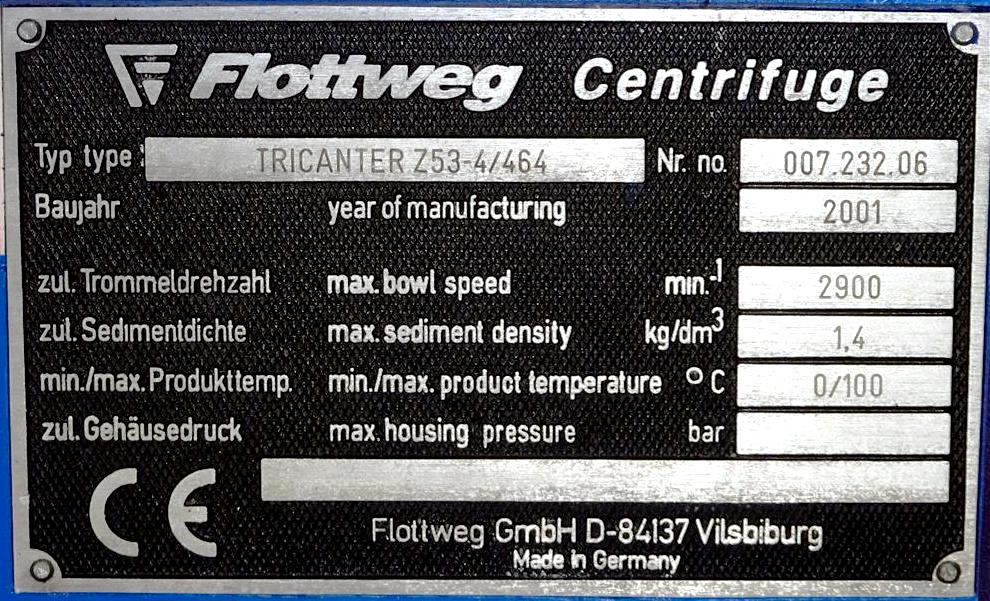 Flottweg Centrifuge
Typ type : TRICANTER Z53-4/464 Nr. no. 007.232.06
Baujahr year of manufacturing 2001
zul. Trommeldrehzahl max. bowl speed min.-1 2900
zul. Sedimentdichte max. sediment density kg/dm3 1,4
min./max. Produkttemp. min./max. product temperature °C 0/100
zul. Gehäusedruck max. housing pressure bar
CE
Flottweg GmbH D-84137 Vilsbiburg
Made in Germany